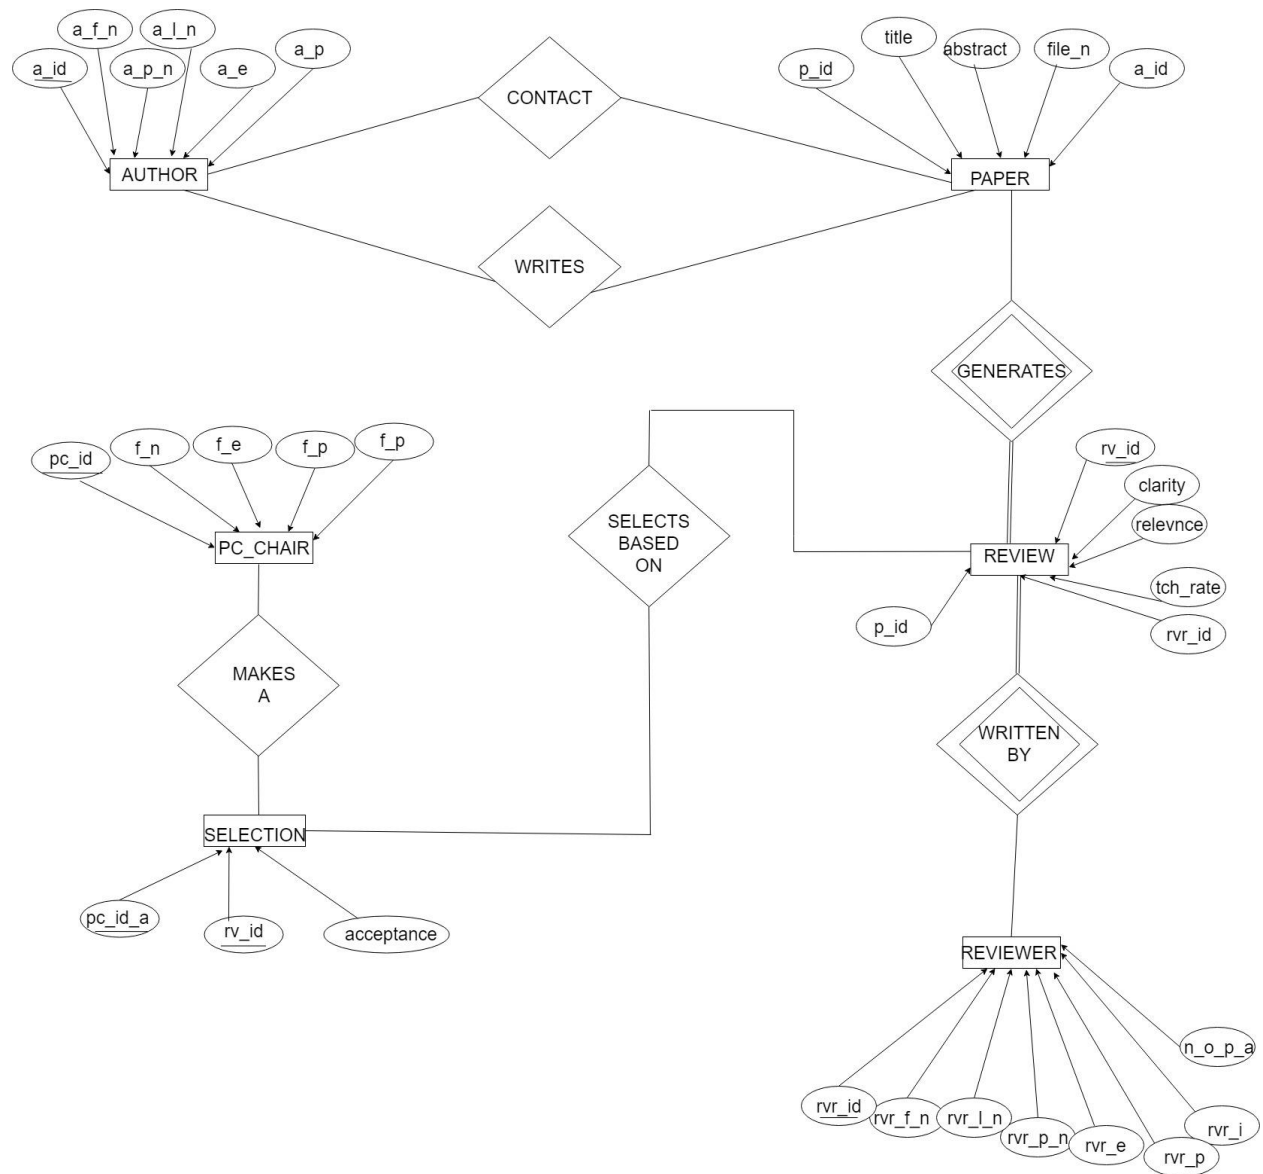 a_f_n
a_l_n
a_id
a_p_n
a_e
a_p
AUTHOR
CONTACT
WRITES
title
abstract
file_n
p_id
a_id
PAPER
GENERATES
pc_id
f_n
f_e
f_p
f_p
PC_CHAIR
MAKES
A
SELECTS
BASED
ON
rv_id
clarity
relevnce
REVIEW
tch_rate
p_id
rvr_id
WRITTEN
BY
SELECTION
pc_id_a
rv_id
acceptance
REVIEWER
n_o_p_a
rvr_id
rvr_f_n
rvr_l_n
rvr_p_n
rvr_e
rvr_p
rvr_i